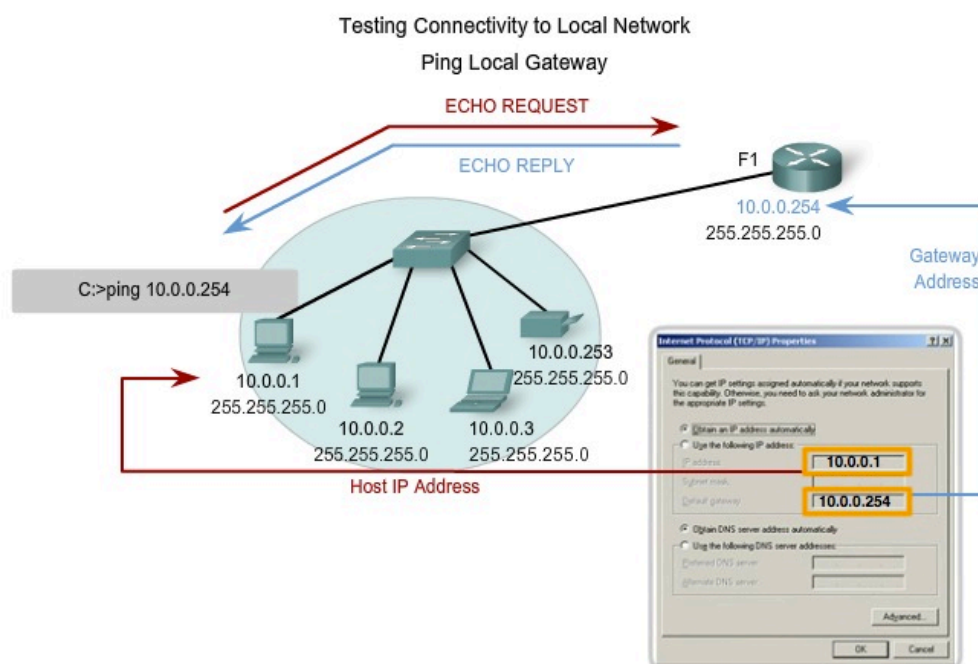 Testing Connectivity to Local Network
Ping Local Gateway
ECHO REQUEST
ECHO REPLY
F1
10.0.0.254
255.255.255.0
Gateway
Address
C:>ping 10.0.0.254
10.0.0.1
255.255.255.0
10.0.0.2
255.255.255.0
10.0.0.3
255.255.255.0
10.0.0.253
255.255.255.0
Host IP Address
Internet Protocol (TCP/IP) Properties
General
You can get IP settings assigned automatically if your network supports
this capability. Otherwise, you need to ask your network administrator for
the appropriate IP settings.
Obtain an IP address automatically
Use the following IP address:
IP address:
10.0.0.1
Subnet mask:
Default gateway:
10.0.0.254
Obtain DNS server address automatically
Use the following DNS server addresses:
Preferred DNS server:
Alternate DNS server:
Advanced...
OK
Cancel